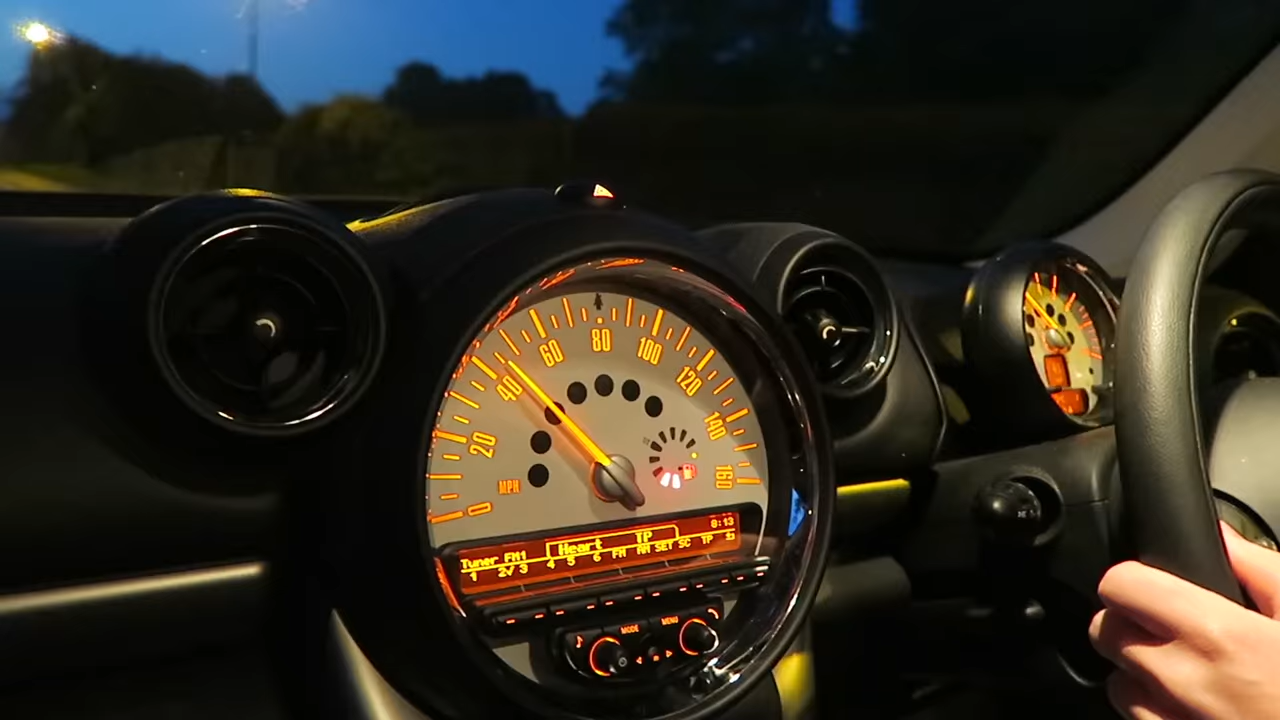 0 20 40 60 80 100 120 140 160
MPH
8:13
Heart TP
Tuner FM1
1 2√ 3 4 5 6 FM AM SET SC TP
MODE MENU